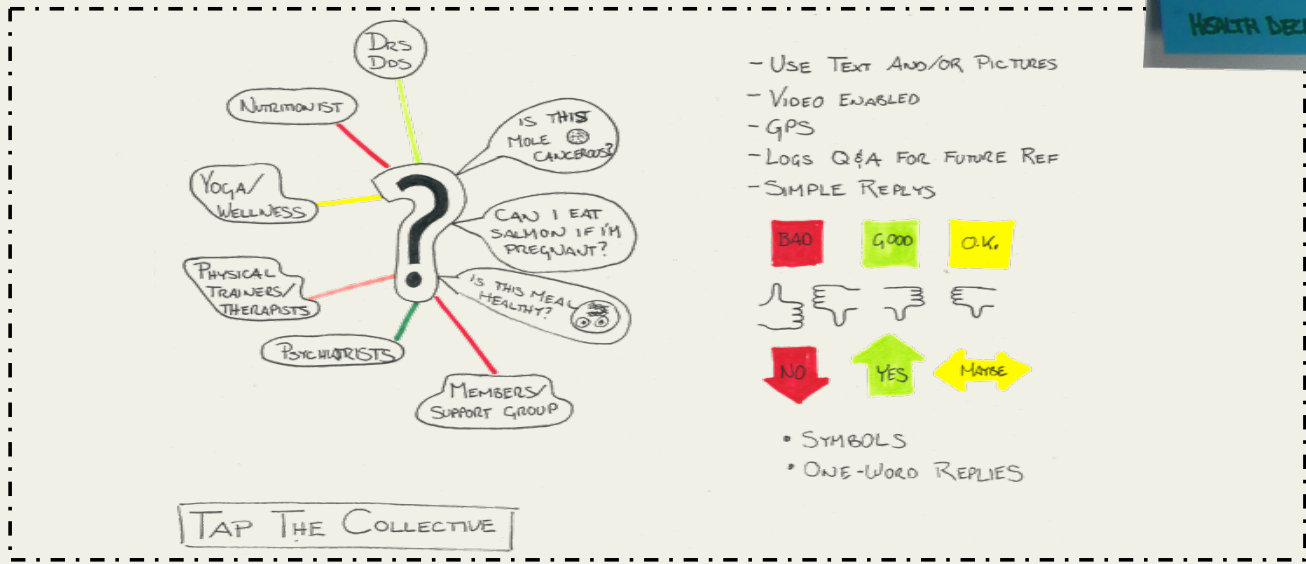 DRS
DDS
NUTRITIONIST
YOGA/
WELLNESS
PHYSICAL
TRAINERS/
THERAPISTS
PSYCHIATRISTS
MEMBERS/
SUPPORT GROUP
IS THIS
MOLE
CANCEROUS?
CAN I EAT
SALMON IF I'M
PREGNANT?
IS THIS MEAL
HEALTHY?
TAP THE COLLECTIVE
HEALTH
- USE TEXT AND/OR PICTURES
- VIDEO ENABLED
- GPS
- LOGS Q&A FOR FUTURE REF
- SIMPLE REPLYS
BAD
GOOD
O.K.
NO
YES
MAYBE
• SYMBOLS
• ONE-WORD REPLIES